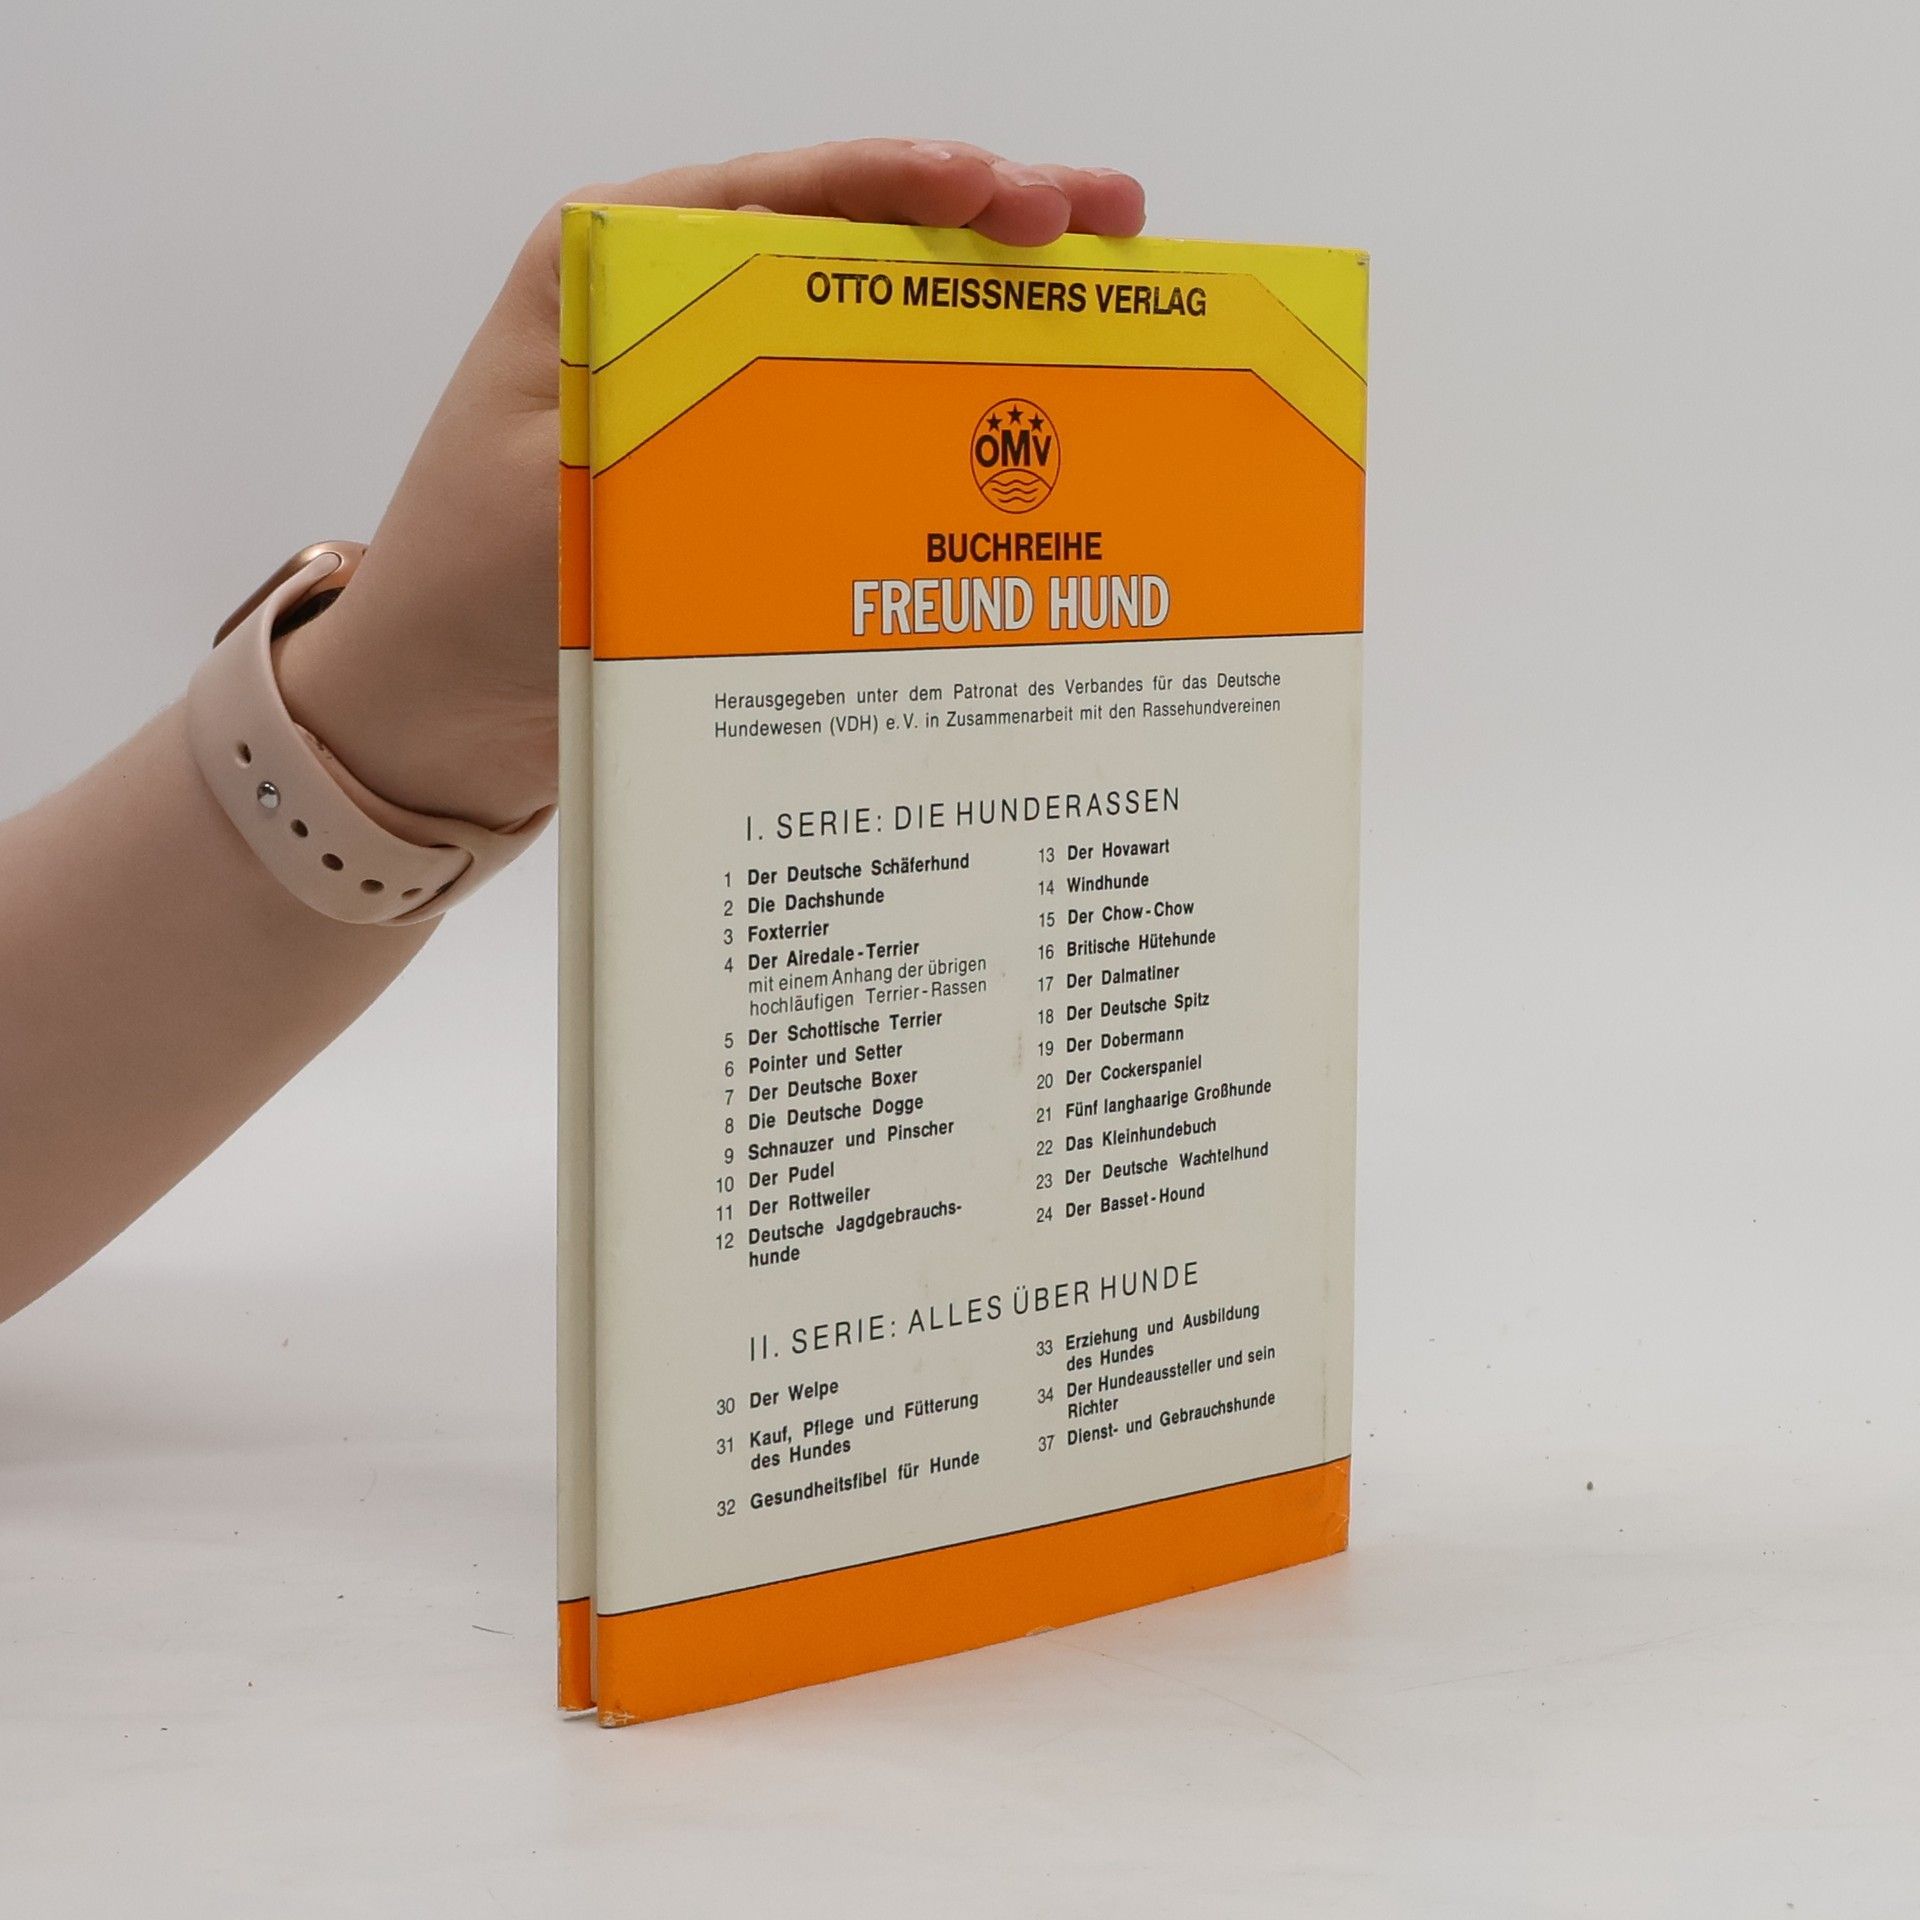 OTTO MEISSNERS VERLAG
OMV
BUCHREIHE
FREUND HUND
Herausgegeben unter dem Patronat des Verbandes für das Deutsche
Hundewesen (VDH) e.V. in Zusammenarbeit mit den Rassehundvereinen
I. SERIE: DIE HUNDERASSEN
1 Der Deutsche Schäferhund
2 Die Dachshunde
3 Foxterrier
4 Der Airedale-Terrier
mit einem Anhang der übrigen
hochläufigen Terrier-Rassen
5 Der Schottische Terrier
6 Pointer und Setter
7 Der Deutsche Boxer
8 Die Deutsche Dogge
9 Schnauzer und Pinscher
10 Der Pudel
11 Der Rottweiler
12 Deutsche Jagdgebrauchs-
hunde
13 Der Hovawart
14 Windhunde
15 Der Chow-Chow
16 Britische Hütehunde
17 Der Dalmatiner
18 Der Deutsche Spitz
19 Der Dobermann
20 Der Cockerspaniel
21 Fünf langhaarige Großhunde
22 Das Kleinhundebuch
23 Der Deutsche Wachtelhund
24 Der Basset-Hound
II. SERIE: ALLES ÜBER HUNDE
30 Der Welpe
31 Kauf, Pflege und Fütterung
des Hundes
32 Gesundheitsfibel für Hunde
33 Erziehung und Ausbildung
des Hundes
34 Der Hundeaussteller und sein
Richter
37 Dienst- und Gebrauchshunde